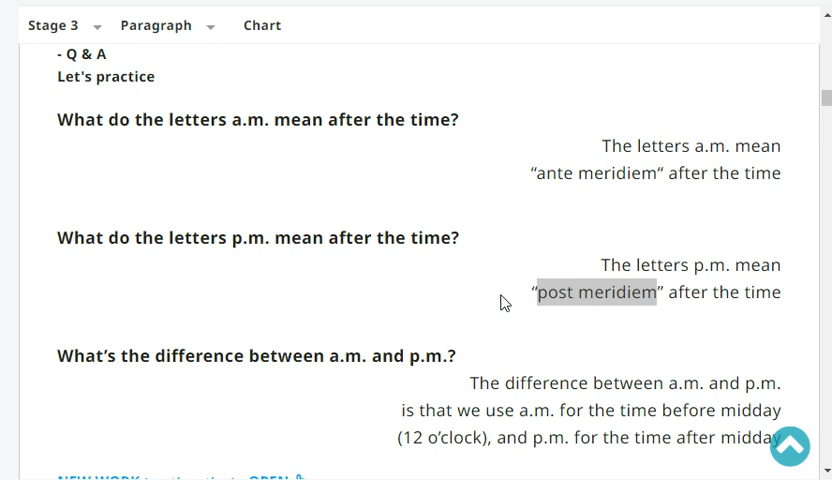 Stage 3 Paragraph Chart
- Q & A
Let's practice
What do the letters a.m. mean after the time?
The letters a.m. mean
“ante meridiem“ after the time
What do the letters p.m. mean after the time?
The letters p.m. mean
“post meridiem” after the time
What’s the difference between a.m. and p.m.?
The difference between a.m. and p.m.
is that we use a.m. for the time before midday
(12 o’clock), and p.m. for the time after midday
NEW WORK OPEN